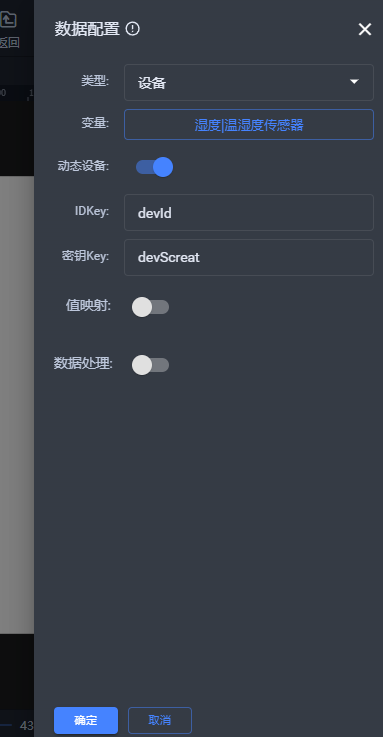 数据配置
返回
类型:
设备
变量:
湿度|温湿度传感器
动态设备:
IDKey:
devId
密钥Key:
devScreat
值映射:
数据处理:
确定
取消
43